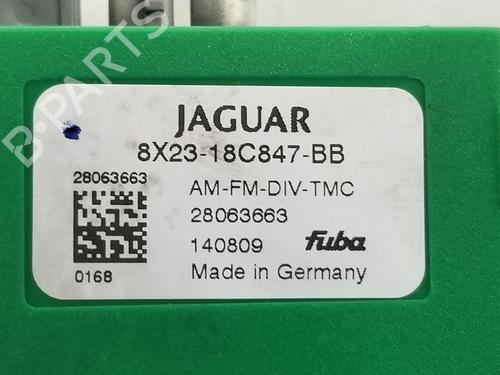 B-PARTS
JAGUAR
8X23-18C847-BB
28063663
AM-FM-DIV-TMC
28063663
140809 Fuba
0168
Made in Germany